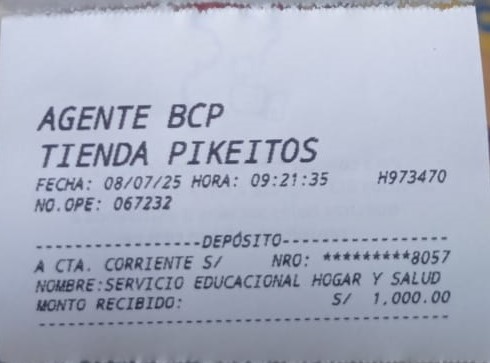 AGENTE BCP
TIENDA PIKEITOS
FECHA: 08/07/25 HORA: 09:21:35 H973470
NO.OPE: 067232
-----------------DEPÓSITO-----------------
A CTA. CORRIENTE S/ NRO: *********8057
NOMBRE:SERVICIO EDUCACIONAL HOGAR Y SALUD
MONTO RECIBIDO: S/ 1,000.00
------------------------------------------